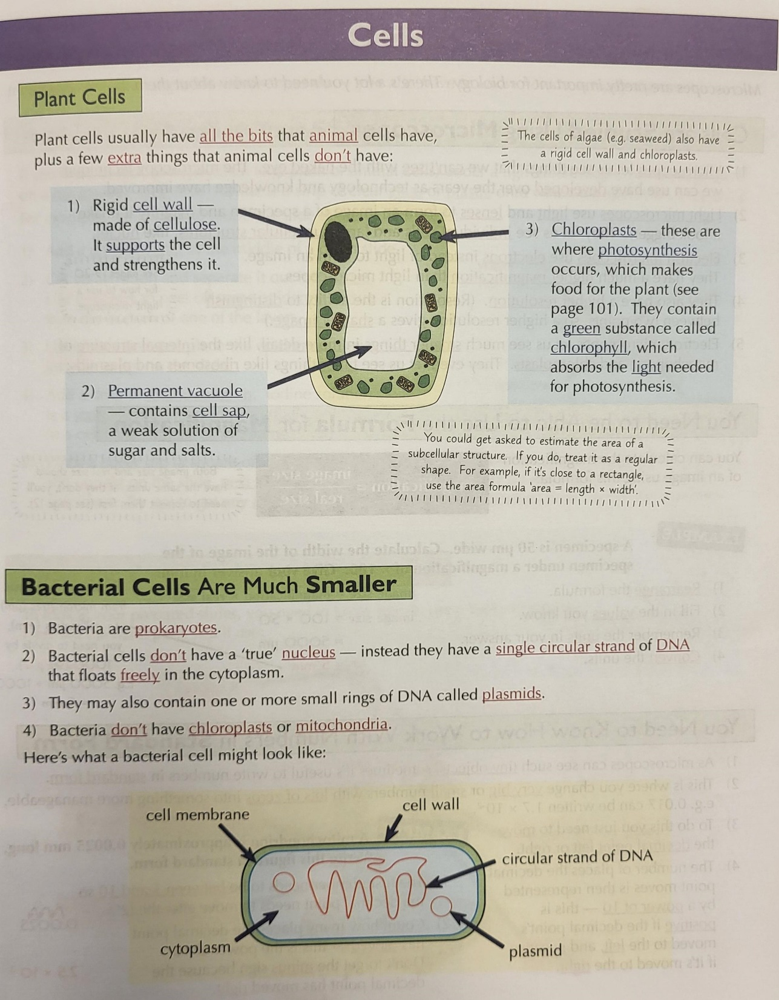 Cells
Plant Cells
Plant cells usually have all the bits that animal cells have,
plus a few extra things that animal cells don't have:
The cells of algae (e.g. seaweed) also have
a rigid cell wall and chloroplasts.
1) Rigid cell wall —
made of cellulose.
It supports the cell
and strengthens it.
2) Permanent vacuole
— contains cell sap,
a weak solution of
sugar and salts.
3) Chloroplasts — these are
where photosynthesis
occurs, which makes
food for the plant (see
page 101). They contain
a green substance called
chlorophyll, which
absorbs the light needed
for photosynthesis.
You could get asked to estimate the area of a
subcellular structure. If you do, treat it as a regular
shape. For example, if it's close to a rectangle,
use the area formula 'area = length × width'.
Bacterial Cells Are Much Smaller
1) Bacteria are prokaryotes.
2) Bacterial cells don't have a 'true' nucleus — instead they have a single circular strand of DNA
that floats freely in the cytoplasm.
3) They may also contain one or more small rings of DNA called plasmids.
4) Bacteria don't have chloroplasts or mitochondria.
Here's what a bacterial cell might look like:
cell membrane
cell wall
circular strand of DNA
cytoplasm
plasmid